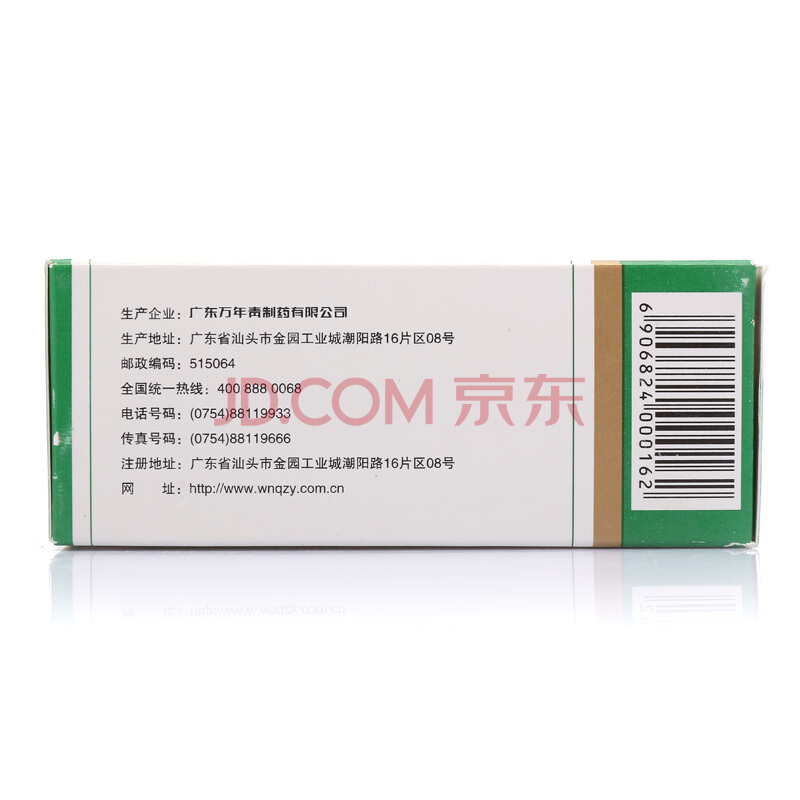 生产企业：广东万年青制药有限公司
生产地址：广东省汕头市金园工业城潮阳路16片区08号
邮政编码：515064
全国统一热线：400 888 0068
电话号码：(0754)88119933
传真号码：(0754)88119666
注册地址：广东省汕头市金园工业城潮阳路16片区08号
网 址：http://www.wnqzy.com.cn
JD.COM 京东
6 906824 000162